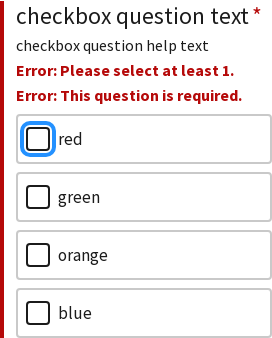 checkbox question text *
checkbox question help text
Error: Please select at least 1.
Error: This question is required.
red
green
orange
blue